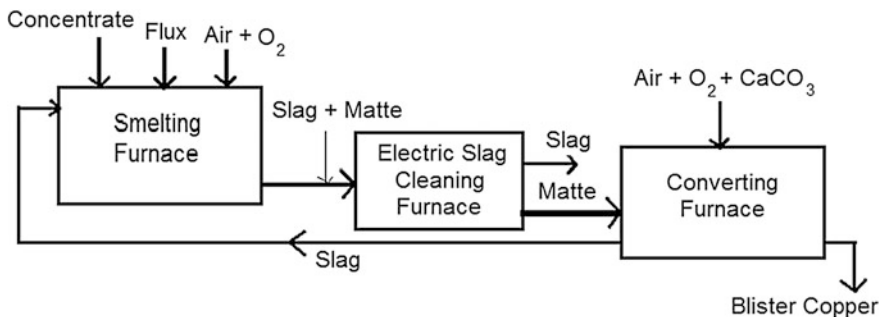 Concentrate
Flux
Air + O₂
Air + O₂ + CaCO₃
Smelting
Furnace
Slag + Matte
Electric Slag
Cleaning
Furnace
Slag
Matte
Converting
Furnace
Slag
Blister Copper